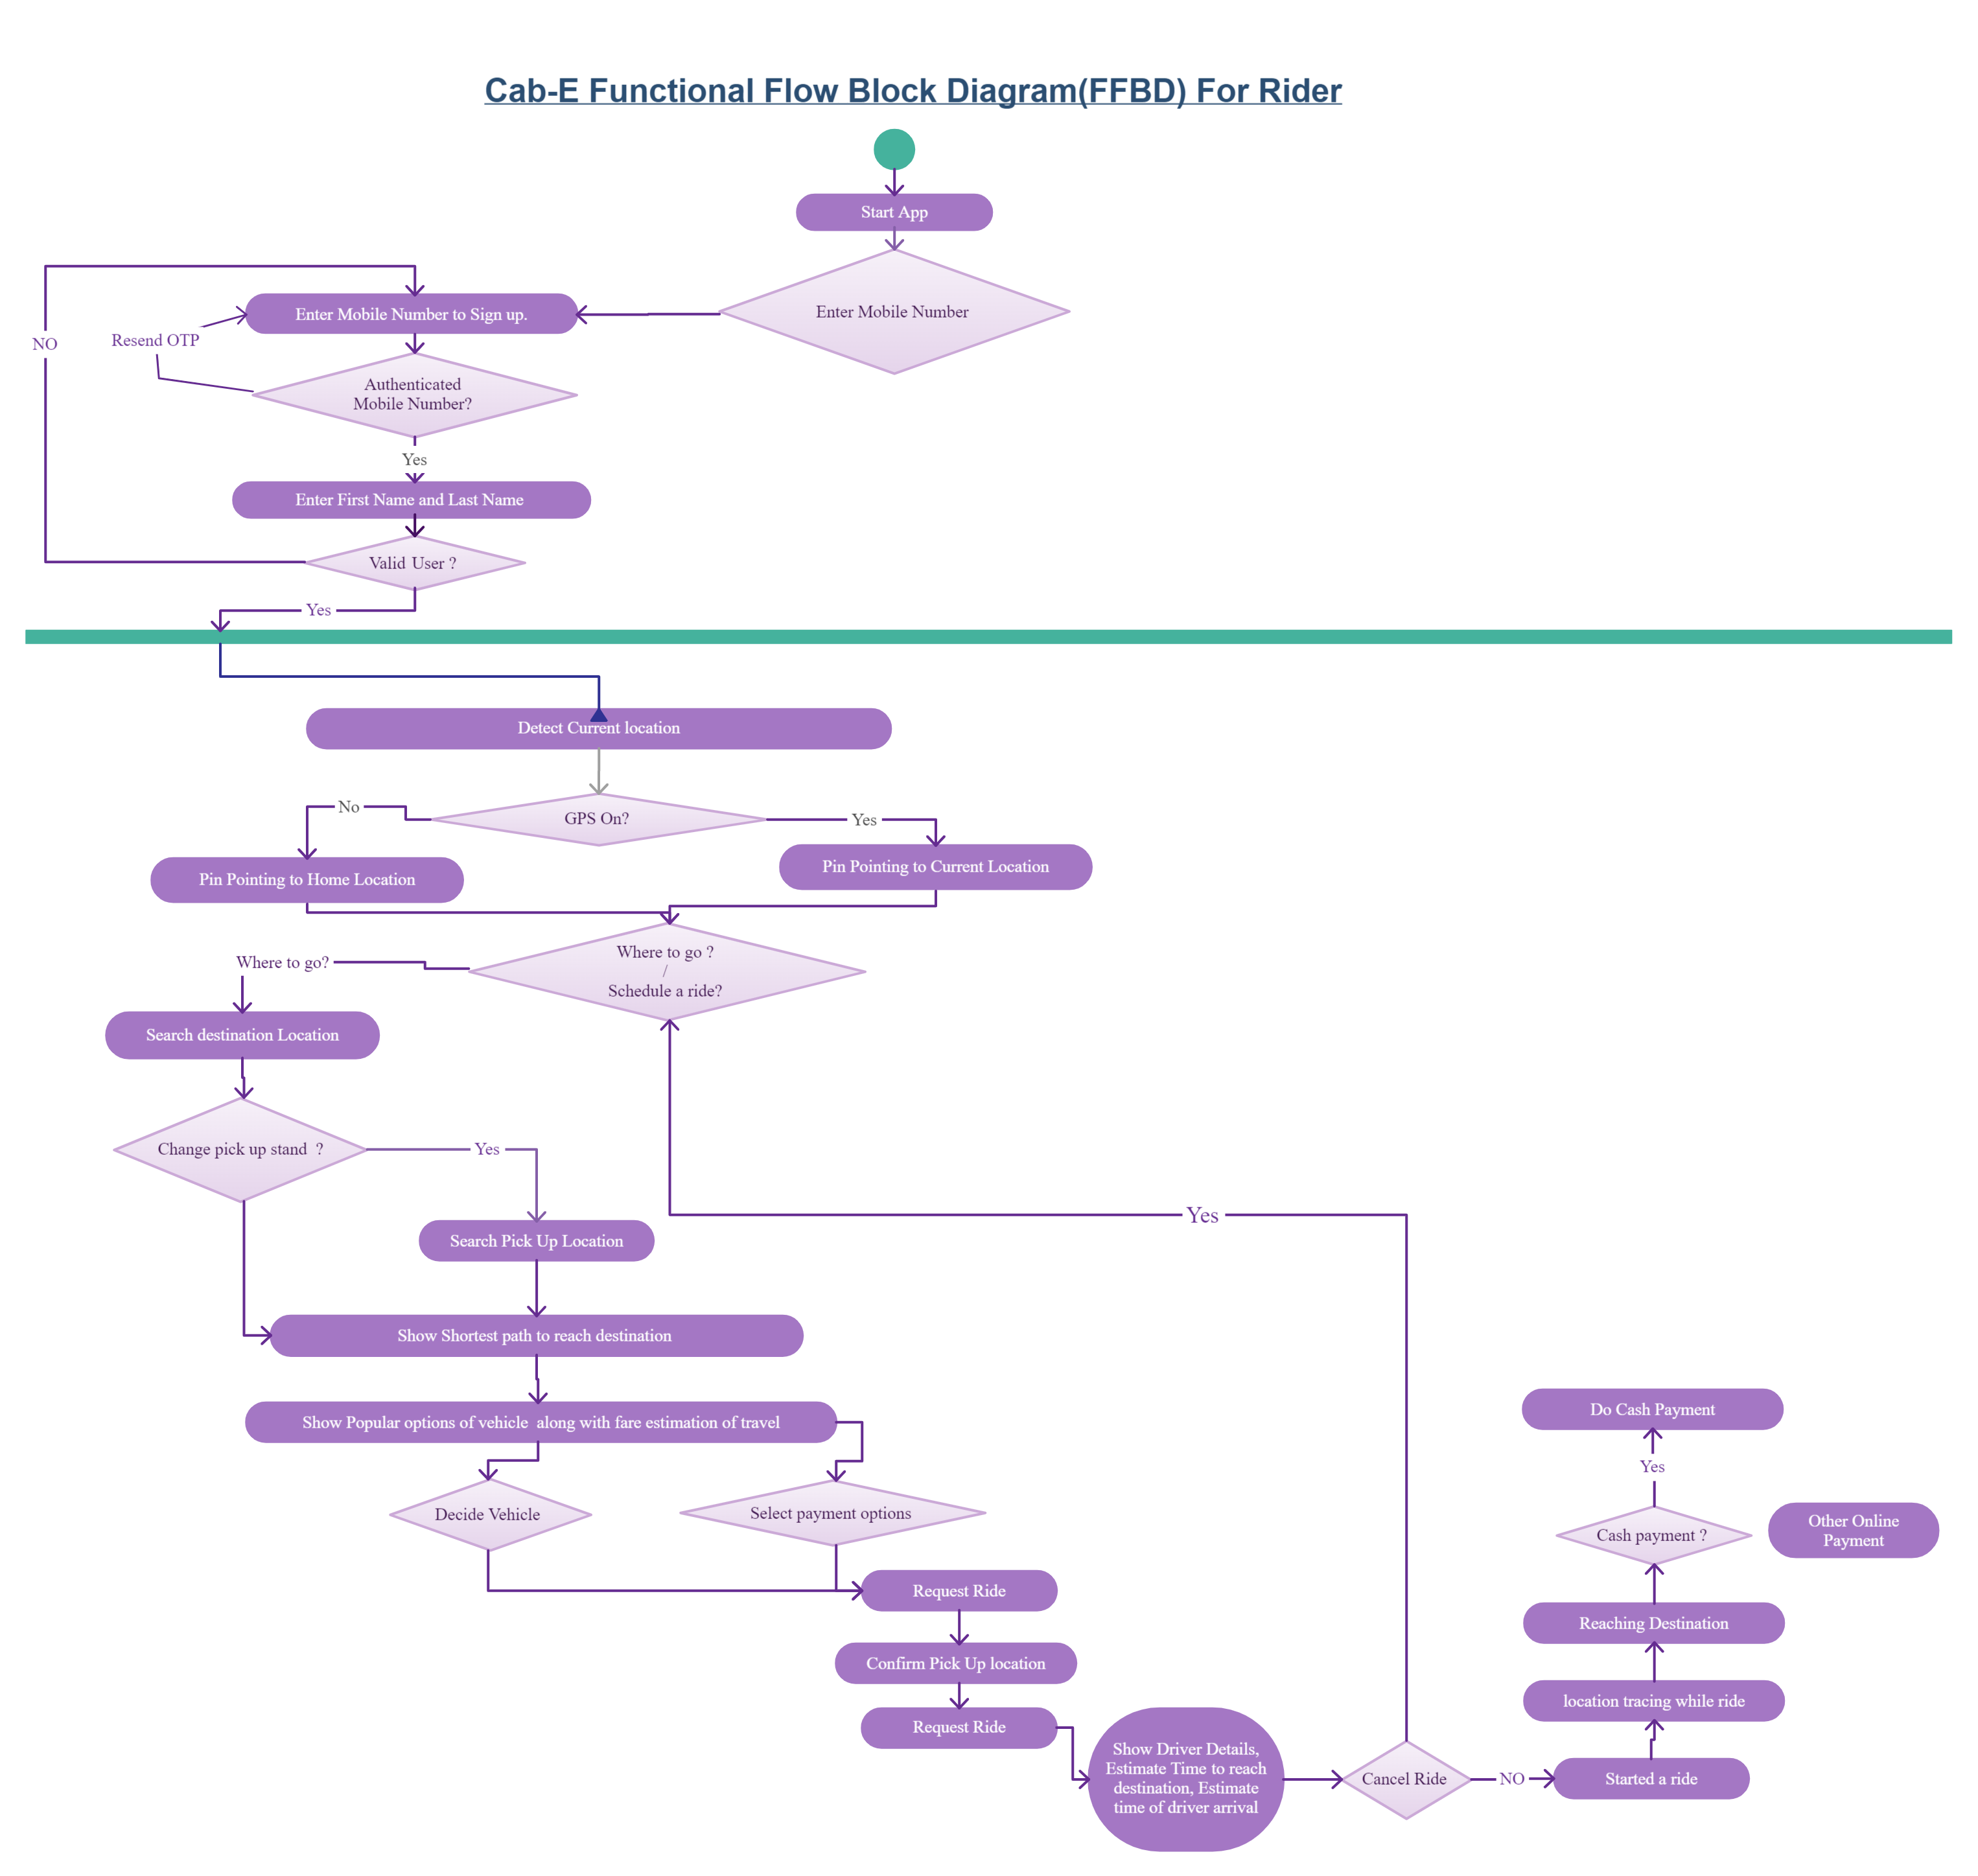 Cab-E Functional Flow Block Diagram(FFBD) For Rider
Start App
Enter Mobile Number
Enter Mobile Number to Sign up.
Resend OTP
NO
Authenticated
Mobile Number?
Yes
Enter First Name and Last Name
Valid User ?
Yes
Detect Current location
GPS On?
No
Yes
Pin Pointing to Home Location
Pin Pointing to Current Location
Where to go ?
/
Schedule a ride?
Where to go?
Search destination Location
Change pick up stand  ?
Yes
Search Pick Up Location
Yes
Show Shortest path to reach destination
Show Popular options of vehicle  along with fare estimation of travel
Decide Vehicle
Select payment options
Request Ride
Confirm Pick Up location
Request Ride
Show Driver Details,
Estimate Time to reach
destination, Estimate
time of driver arrival
Cancel Ride
NO
Started a ride
location tracing while ride
Reaching Destination
Cash payment ?
Other Online
Payment
Yes
Do Cash Payment